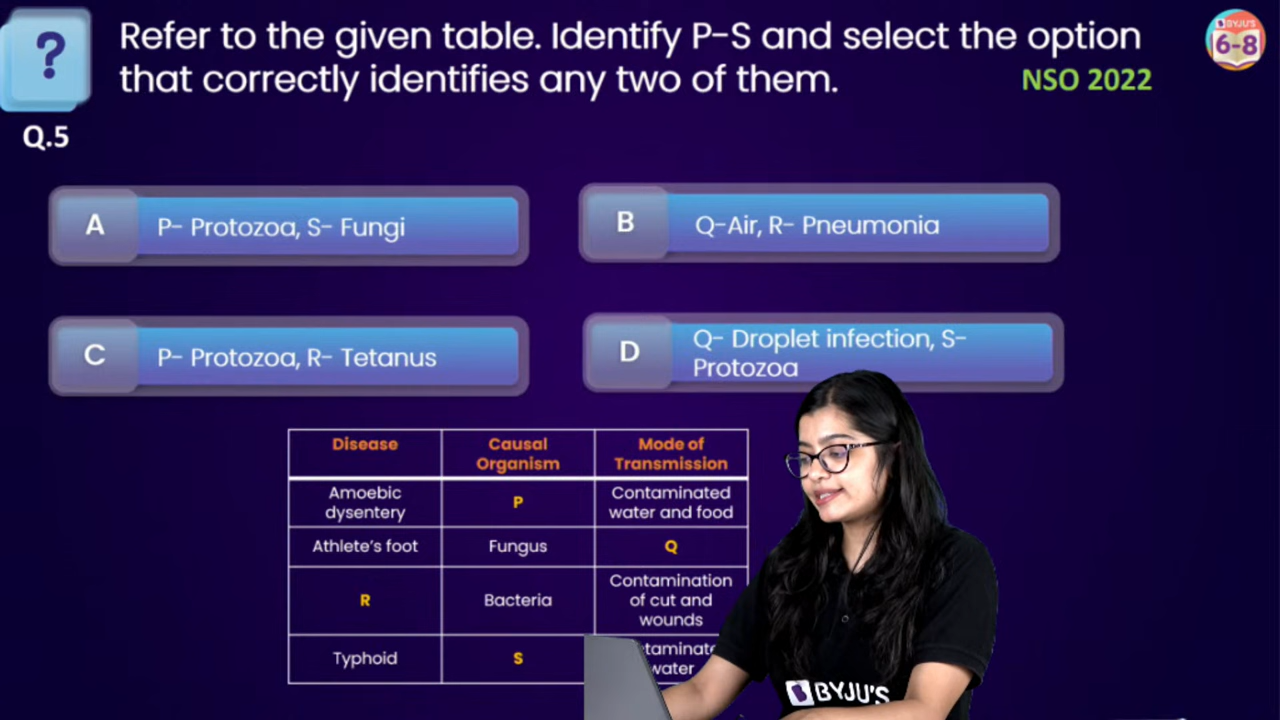 ?
Refer to the given table. Identify P-S and select the option
that correctly identifies any two of them.
NSO 2022
BYJU'S
6-8
Q.5
A
P- Protozoa, S- Fungi
B
Q-Air, R- Pneumonia
C
P- Protozoa, R- Tetanus
D
Q- Droplet infection, S-
Protozoa
Disease
Causal
Organism
Mode of
Transmission
Amoebic
dysentery
P
Contaminated
water and food
Athlete's foot
Fungus
Q
R
Bacteria
Contamination
of cut and
wounds
Typhoid
S
water
BYJU'S